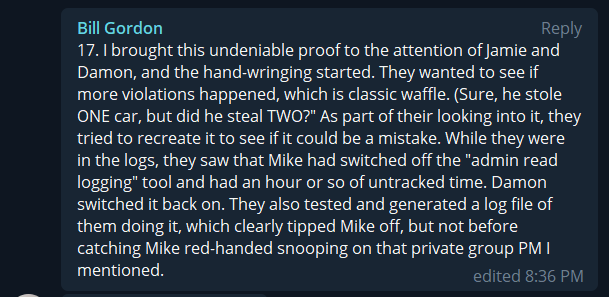 Bill Gordon Reply
17. I brought this undeniable proof to the attention of Jamie and
Damon, and the hand-wringing started. They wanted to see if
more violations happened, which is classic waffle. (Sure, he stole
ONE car, but did he steal TWO?" As part of their looking into it, they
tried to recreate it to see if it could be a mistake. While they were
in the logs, they saw that Mike had switched off the "admin read
logging" tool and had an hour or so of untracked time. Damon
switched it back on. They also tested and generated a log file of
them doing it, which clearly tipped Mike off, but not before
catching Mike red-handed snooping on that private group PM I
mentioned.
edited 8:36 PM